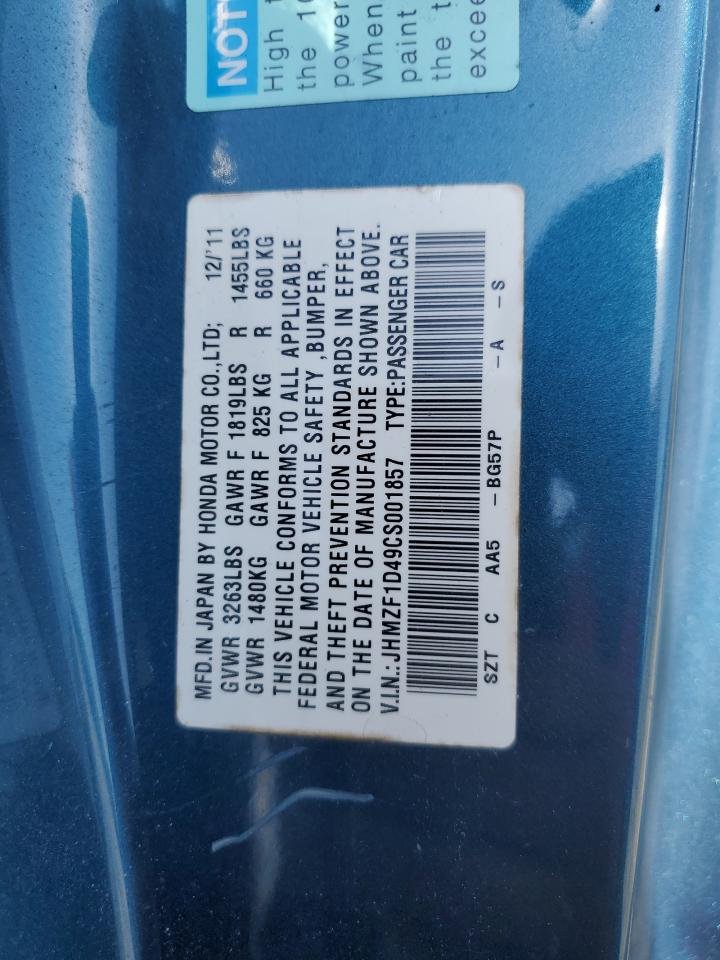 NOT
High
the 10
power
When
paint
the t
excee
MFD.IN JAPAN BY HONDA MOTOR CO.,LTD; 12/'11
GVWR 3263LBS GAWR F 1819LBS R 1455LBS
GVWR 1480KG GAWR F 825 KG R 660 KG
THIS VEHICLE CONFORMS TO ALL APPLICABLE
FEDERAL MOTOR VEHICLE SAFETY ,BUMPER,
AND THEFT PREVENTION STANDARDS IN EFFECT
ON THE DATE OF MANUFACTURE SHOWN ABOVE.
V.I.N.: JHMZF1D49CS001857 TYPE:PASSENGER CAR
SZT C AA5 -BG57P -A -S